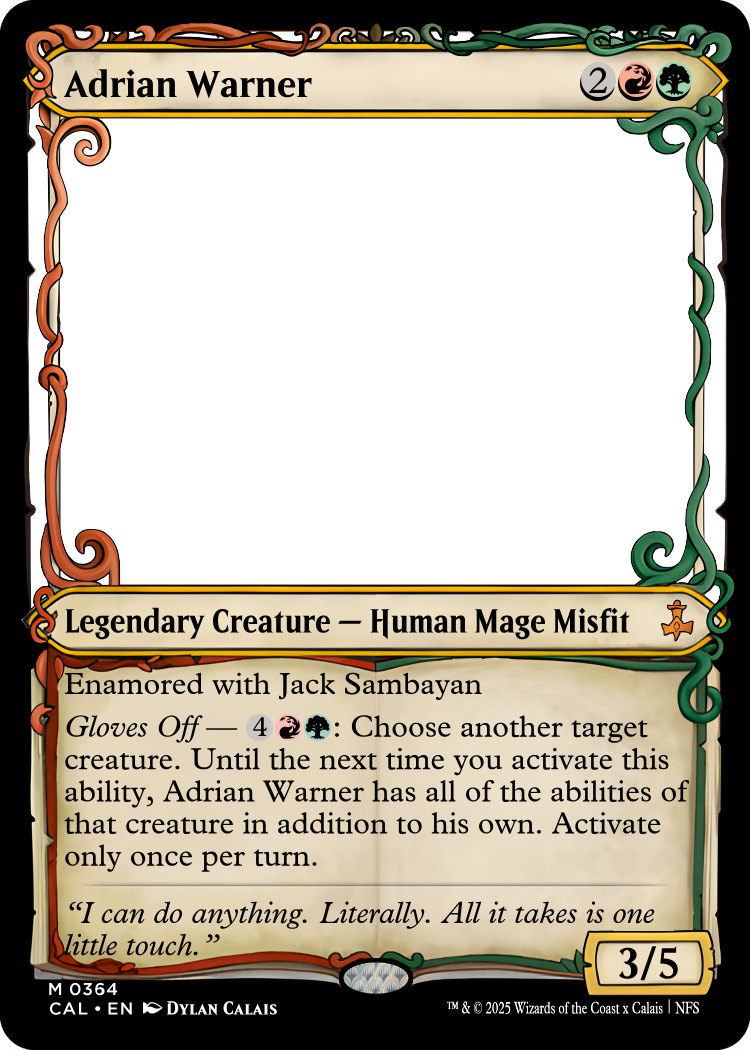 Adrian Warner 2
Legendary Creature — Human Mage Misfit
Enamored with Jack Sambayan
Gloves Off — 4: Choose another target
creature. Until the next time you activate this
ability, Adrian Warner has all of the abilities of
that creature in addition to his own. Activate
only once per turn.
“I can do anything. Literally. All it takes is one
little touch.”
3/5
M 0364
CAL • EN Dylan Calais
™ & © 2025 Wizards of the Coast x Calais | NFS